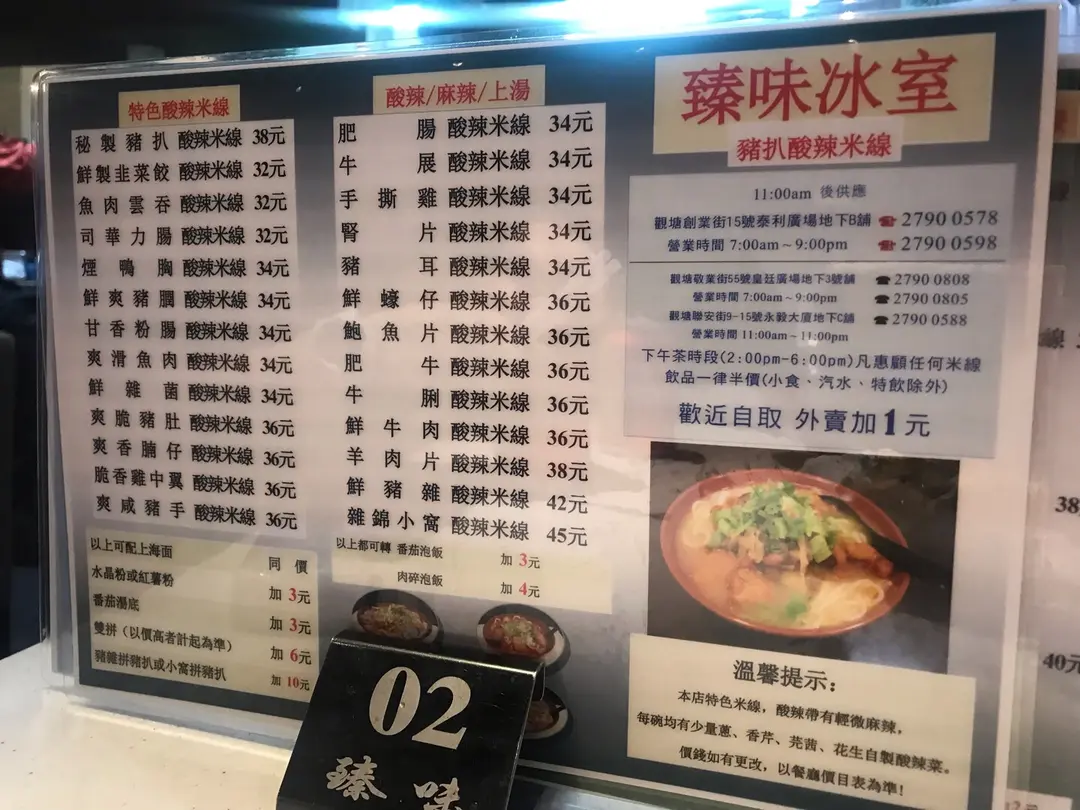 特色酸辣米線
秘製豬扒 酸辣米線 38元
鮮製韭菜餃 酸辣米線 32元
魚肉雲吞 酸辣米線 32元
司華力腸 酸辣米線 32元
煙鴨胸 酸辣米線 34元
鮮爽豬膶 酸辣米線 34元
甘香粉腸 酸辣米線 34元
爽滑魚肉 酸辣米線 34元
鮮雜菌 酸辣米線 34元
爽脆豬肚 酸辣米線 36元
爽香腩仔 酸辣米線 36元
脆香雞中翼 酸辣米線 36元
爽咸豬手 酸辣米線 36元
以上可配上海面 同價
水晶粉或紅薯粉 加3元
番茄湯底 加3元
雙拼(以價高者計起為準) 加6元
豬雜拼豬扒或小窩拼豬扒 加10元
酸辣/麻辣/上湯
肥腸 酸辣米線 34元
牛展 酸辣米線 34元
手撕雞 酸辣米線 34元
腎片 酸辣米線 34元
豬耳 酸辣米線 34元
鮮蠔仔 酸辣米線 36元
鮑魚片 酸辣米線 36元
肥牛 酸辣米線 36元
牛脷 酸辣米線 36元
鮮牛肉 酸辣米線 36元
羊肉片 酸辣米線 38元
鮮豬雜 酸辣米線 42元
雜錦小窩 酸辣米線 45元
以上都可轉 番茄泡飯 加3元
肉碎泡飯 加4元
臻味冰室
豬扒酸辣米線
11:00am 後供應
觀塘創業街15號泰利廣場地下B舖 ☎ 2790 0578
營業時間 7:00am~9:00pm ☎ 2790 0598
觀塘敬業街55號皇廷廣場地下3號舖 ☎ 2790 0808
營業時間 7:00am~9:00pm ☎ 2790 0805
觀塘聯安街9-15號永毅大廈地下C舖 ☎ 2790 0588
營業時間 11:00am~11:00pm
下午茶時段(2:00pm-6:00pm)凡惠顧任何米線
飲品一律半價(小食、汽水、特飲除外)
歡近自取 外賣加1元
溫馨提示:
本店特色米線，酸辣帶有輕微麻辣，
每碗均有少量蔥、香芹、芫茜、花生自製酸辣菜。
價錢如有更改，以餐廳價目表為準!
02
臻味
線
38
40元